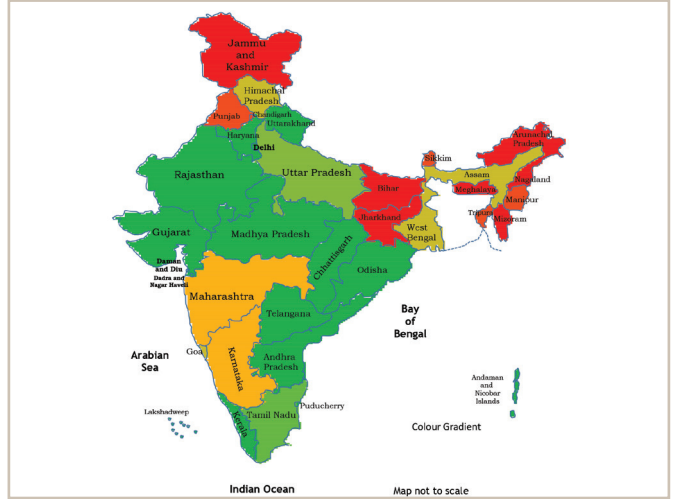 Jammu
and
Kashmir
Himachal
Pradesh
Punjab
Chandigarh
Uttarnkhand
Haryana
Delhi
Rajasthan
Uttar Pradesh
Bihar
Sikkim
Arunachal
Pradesh
Assam
Nagaland
Meghalaya
Manipur
Tripura
Mizoram
Jharkhand
West
Bengal
Gujarat
Madhya Pradesh
Chhattisgarh
Odisha
Daman
and Diu
Dadra and
Nagar Haveli
Maharashtra
Telangana
Bay
of
Bengal
Goa
Karnataka
Andhra
Pradesh
Arabian
Sea
Andaman
and
Nicobar
Islands
Lakshadweep
Kerala
Tamil Nadu
Puducherry
Colour Gradient
Indian Ocean
Map not to scale